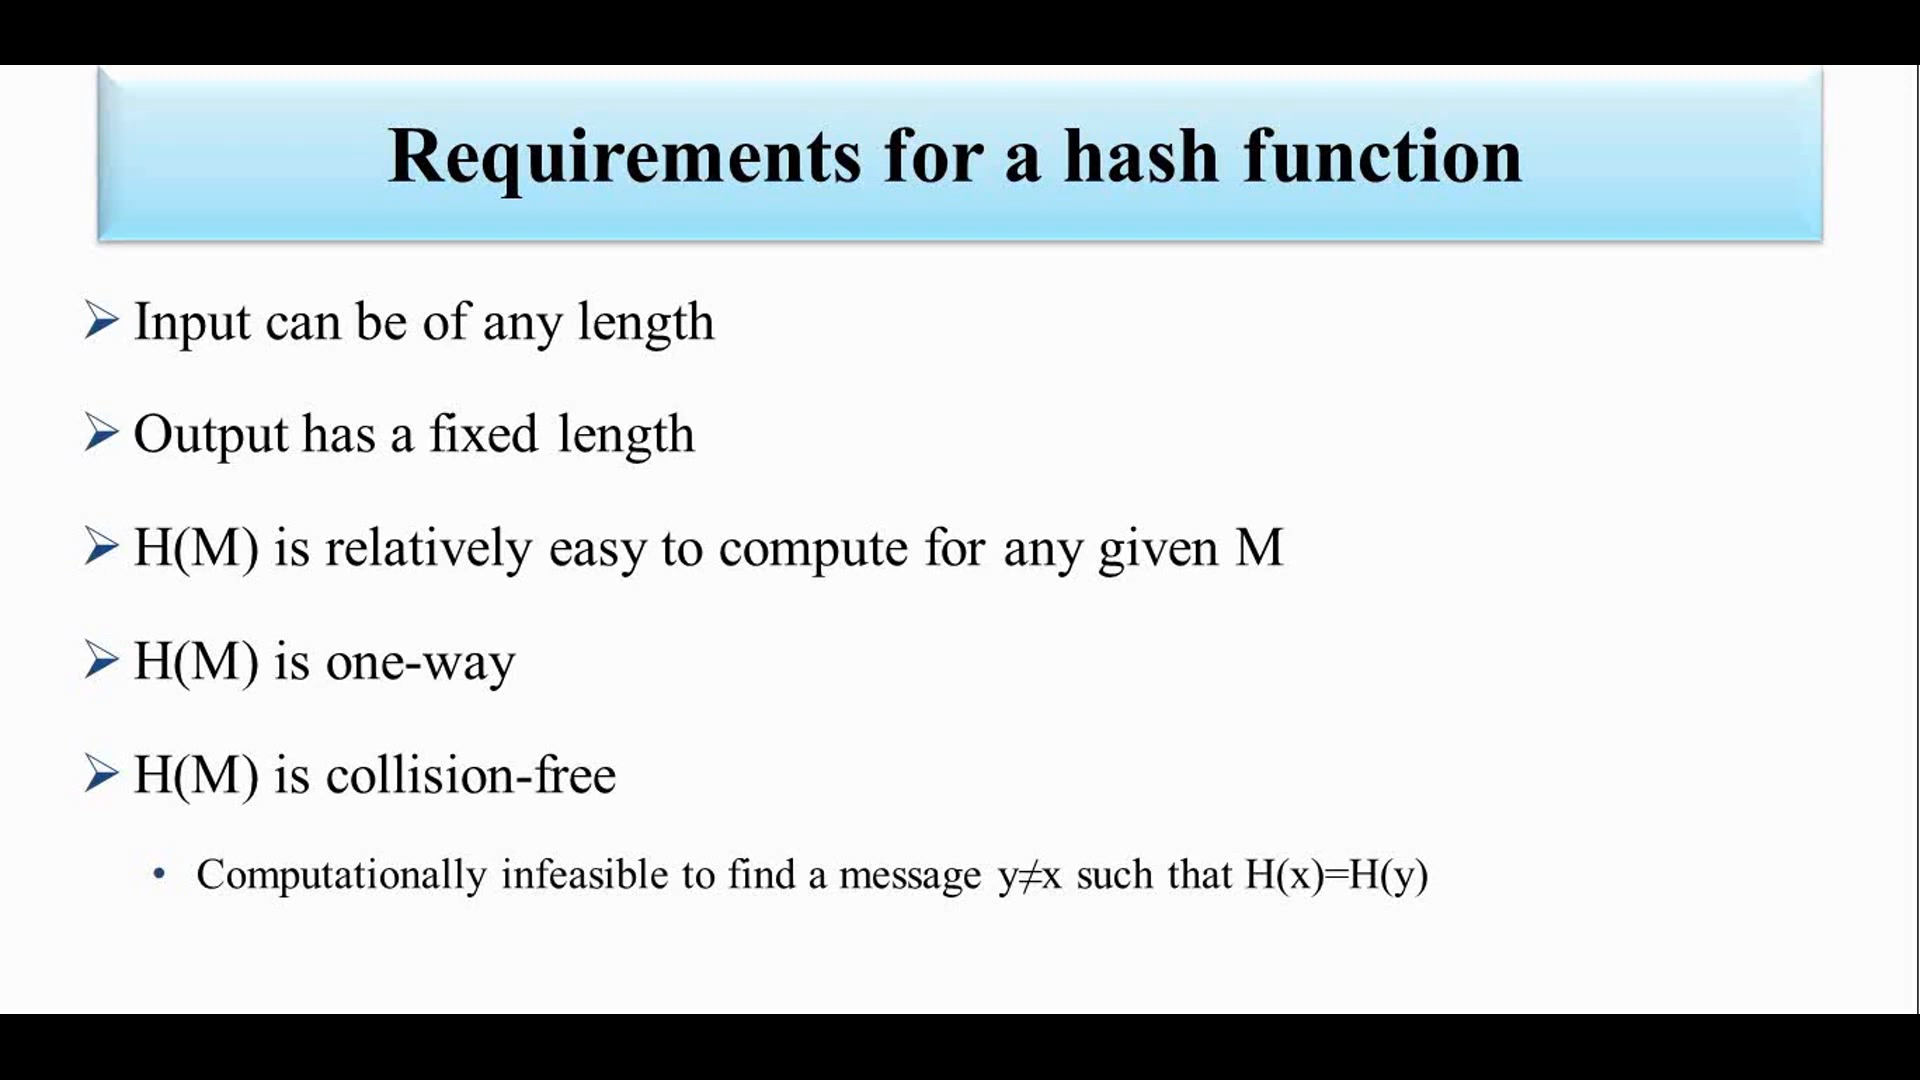 Requirements for a hash function
➢ Input can be of any length
➢ Output has a fixed length
➢ H(M) is relatively easy to compute for any given M
➢ H(M) is one-way
➢ H(M) is collision-free
• Computationally infeasible to find a message y≠x such that H(x)=H(y)